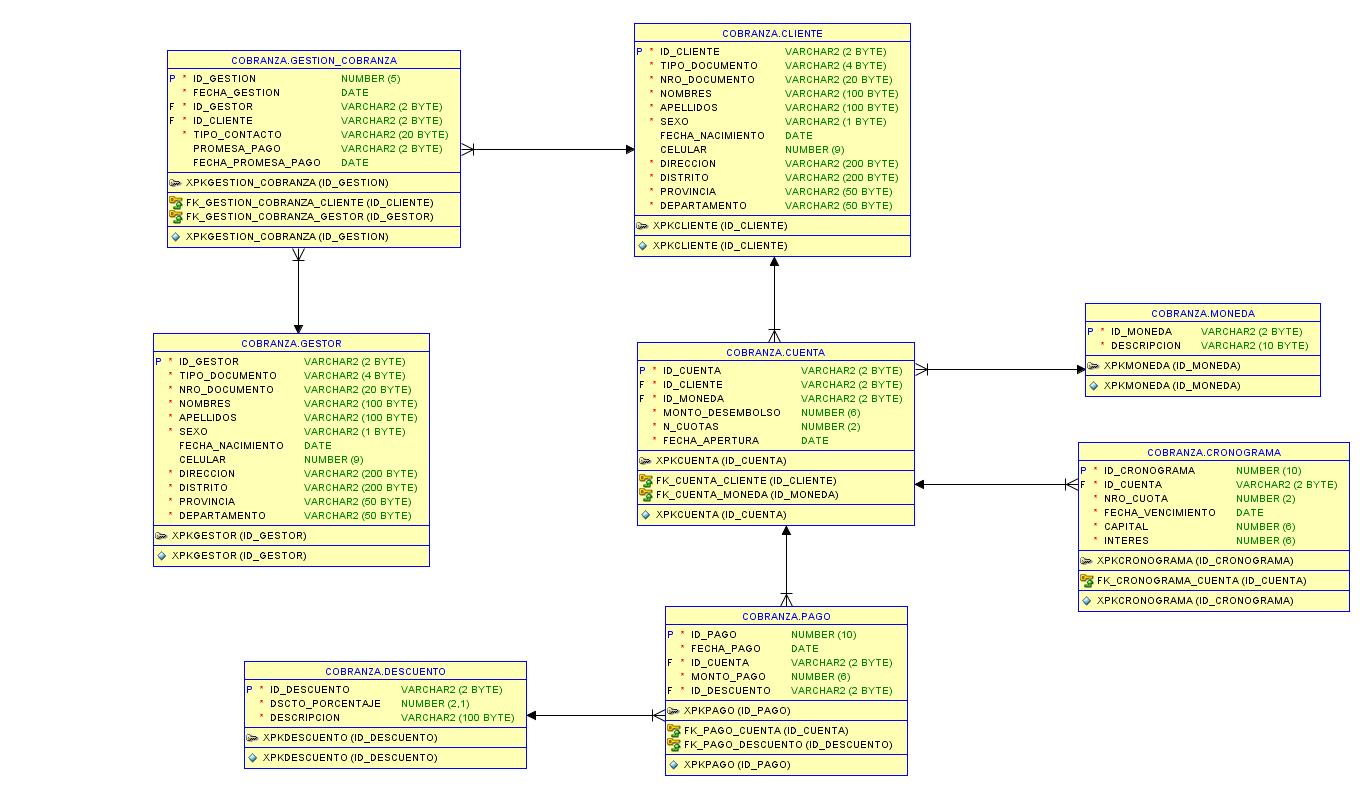 COBRANZA.GESTION_COBRANZA
P * ID_GESTION NUMBER (5)
* FECHA_GESTION DATE
F * ID_GESTOR VARCHAR2 (2 BYTE)
F * ID_CLIENTE VARCHAR2 (2 BYTE)
* TIPO_CONTACTO VARCHAR2 (20 BYTE)
PROMESA_PAGO VARCHAR2 (2 BYTE)
FECHA_PROMESA_PAGO DATE
XPKGESTION_COBRANZA (ID_GESTION)
FK_GESTION_COBRANZA_CLIENTE (ID_CLIENTE)
FK_GESTION_COBRANZA_GESTOR (ID_GESTOR)
XPKGESTION_COBRANZA (ID_GESTION)
COBRANZA.CLIENTE
P * ID_CLIENTE VARCHAR2 (2 BYTE)
* TIPO_DOCUMENTO VARCHAR2 (4 BYTE)
* NRO_DOCUMENTO VARCHAR2 (20 BYTE)
* NOMBRES VARCHAR2 (100 BYTE)
* APELLIDOS VARCHAR2 (100 BYTE)
* SEXO VARCHAR2 (1 BYTE)
FECHA_NACIMIENTO DATE
CELULAR NUMBER (9)
* DIRECCION VARCHAR2 (200 BYTE)
* DISTRITO VARCHAR2 (200 BYTE)
* PROVINCIA VARCHAR2 (50 BYTE)
* DEPARTAMENTO VARCHAR2 (50 BYTE)
XPKCLIENTE (ID_CLIENTE)
XPKCLIENTE (ID_CLIENTE)
COBRANZA.GESTOR
P * ID_GESTOR VARCHAR2 (2 BYTE)
* TIPO_DOCUMENTO VARCHAR2 (4 BYTE)
* NRO_DOCUMENTO VARCHAR2 (20 BYTE)
* NOMBRES VARCHAR2 (100 BYTE)
* APELLIDOS VARCHAR2 (100 BYTE)
* SEXO VARCHAR2 (1 BYTE)
FECHA_NACIMIENTO DATE
CELULAR NUMBER (9)
* DIRECCION VARCHAR2 (200 BYTE)
* DISTRITO VARCHAR2 (200 BYTE)
* PROVINCIA VARCHAR2 (50 BYTE)
* DEPARTAMENTO VARCHAR2 (50 BYTE)
XPKGESTOR (ID_GESTOR)
XPKGESTOR (ID_GESTOR)
COBRANZA.CUENTA
P * ID_CUENTA VARCHAR2 (2 BYTE)
F * ID_CLIENTE VARCHAR2 (2 BYTE)
F * ID_MONEDA VARCHAR2 (2 BYTE)
* MONTO_DESEMBOLSO NUMBER (6)
* N_CUOTAS NUMBER (2)
* FECHA_APERTURA DATE
XPKCUENTA (ID_CUENTA)
FK_CUENTA_CLIENTE (ID_CLIENTE)
FK_CUENTA_MONEDA (ID_MONEDA)
XPKCUENTA (ID_CUENTA)
COBRANZA.MONEDA
P * ID_MONEDA VARCHAR2 (2 BYTE)
* DESCRIPCION VARCHAR2 (10 BYTE)
XPKMONEDA (ID_MONEDA)
XPKMONEDA (ID_MONEDA)
COBRANZA.CRONOGRAMA
P * ID_CRONOGRAMA NUMBER (10)
F * ID_CUENTA VARCHAR2 (2 BYTE)
* NRO_CUOTA NUMBER (2)
* FECHA_VENCIMIENTO DATE
* CAPITAL NUMBER (6)
* INTERES NUMBER (6)
XPKCRONOGRAMA (ID_CRONOGRAMA)
FK_CRONOGRAMA_CUENTA (ID_CUENTA)
XPKCRONOGRAMA (ID_CRONOGRAMA)
COBRANZA.DESCUENTO
P * ID_DESCUENTO VARCHAR2 (2 BYTE)
* DSCTO_PORCENTAJE NUMBER (2,1)
* DESCRIPCION VARCHAR2 (100 BYTE)
XPKDESCUENTO (ID_DESCUENTO)
XPKDESCUENTO (ID_DESCUENTO)
COBRANZA.PAGO
P * ID_PAGO NUMBER (10)
* FECHA_PAGO DATE
F * ID_CUENTA VARCHAR2 (2 BYTE)
* MONTO_PAGO NUMBER (6)
F * ID_DESCUENTO VARCHAR2 (2 BYTE)
XPKPAGO (ID_PAGO)
FK_PAGO_CUENTA (ID_CUENTA)
FK_PAGO_DESCUENTO (ID_DESCUENTO)
XPKPAGO (ID_PAGO)